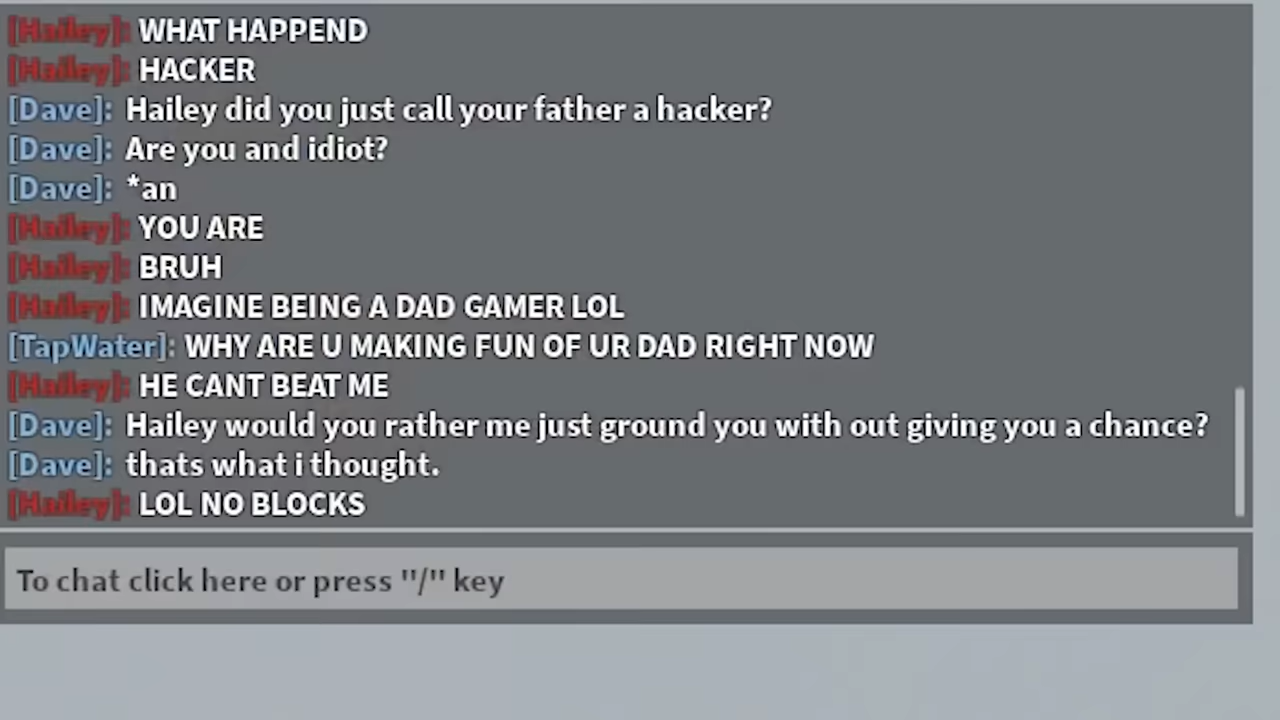 [Hailey]: WHAT HAPPEND
[Hailey]: HACKER
[Dave]: Hailey did you just call your father a hacker?
[Dave]: Are you and idiot?
[Dave]: *an
[Hailey]: YOU ARE
[Hailey]: BRUH
[Hailey]: IMAGINE BEING A DAD GAMER LOL
[TapWater]: WHY ARE U MAKING FUN OF UR DAD RIGHT NOW
[Hailey]: HE CANT BEAT ME
[Dave]: Hailey would you rather me just ground you with out giving you a chance?
[Dave]: thats what i thought.
[Hailey]: LOL NO BLOCKS
To chat click here or press "/" key